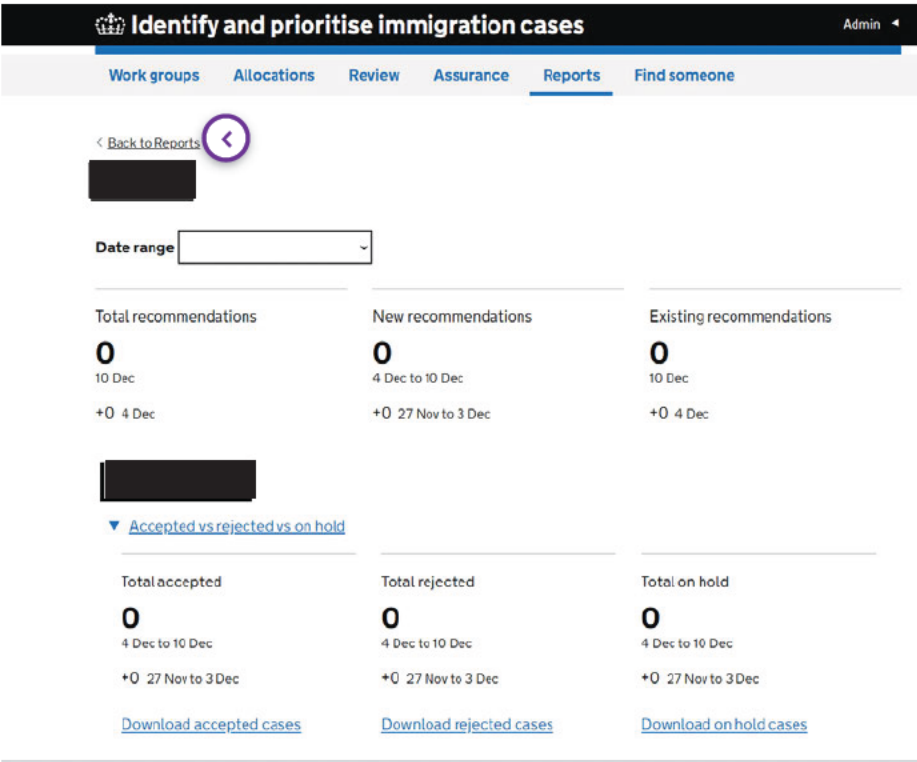 Identify and prioritise immigration cases Admin
Work groups Allocations Review Assurance Reports Find someone
Back to Reports
Date range
Total recommendations New recommendations Existing recommendations
0 0 0
10 Dec 4 Dec to 10 Dec 10 Dec
+0 4 Dec +0 27 Nov to 3 Dec +0 4 Dec
Accepted vs rejected vs on hold
Total accepted Total rejected Total on hold
0 0 0
4 Dec to 10 Dec 4 Dec to 10 Dec 4 Dec to 10 Dec
+0 27 Nov to 3 Dec +0 27 Nov to 3 Dec +0 27 Nov to 3 Dec
Download accepted cases Download rejected cases Download on hold cases